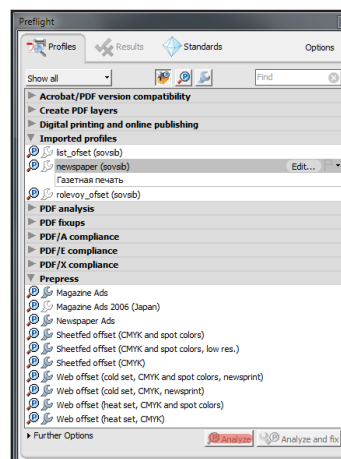 Preflight
Profiles
Results
Standards
Options
Show all
Find
Acrobat/PDF version compatibility
Create PDF layers
Digital printing and online publishing
Imported profiles
list_ofset (sovsib)
newspaper (sovsib)
Edit...
Газетная печать
rolevoy_ofset (sovsib)
PDF analysis
PDF fixups
PDF/A compliance
PDF/E compliance
PDF/X compliance
Prepress
Magazine Ads
Magazine Ads 2006 (Japan)
Newspaper Ads
Sheetfed offset (CMYK and spot colors)
Sheetfed offset (CMYK and spot colors, low res.)
Sheetfed offset (CMYK)
Web offset (cold set, CMYK and spot colors, newsprint)
Web offset (cold set, CMYK, newsprint)
Web offset (heat set, CMYK and spot colors)
Web offset (heat set, CMYK)
Further Options
Analyze
Analyze and fix